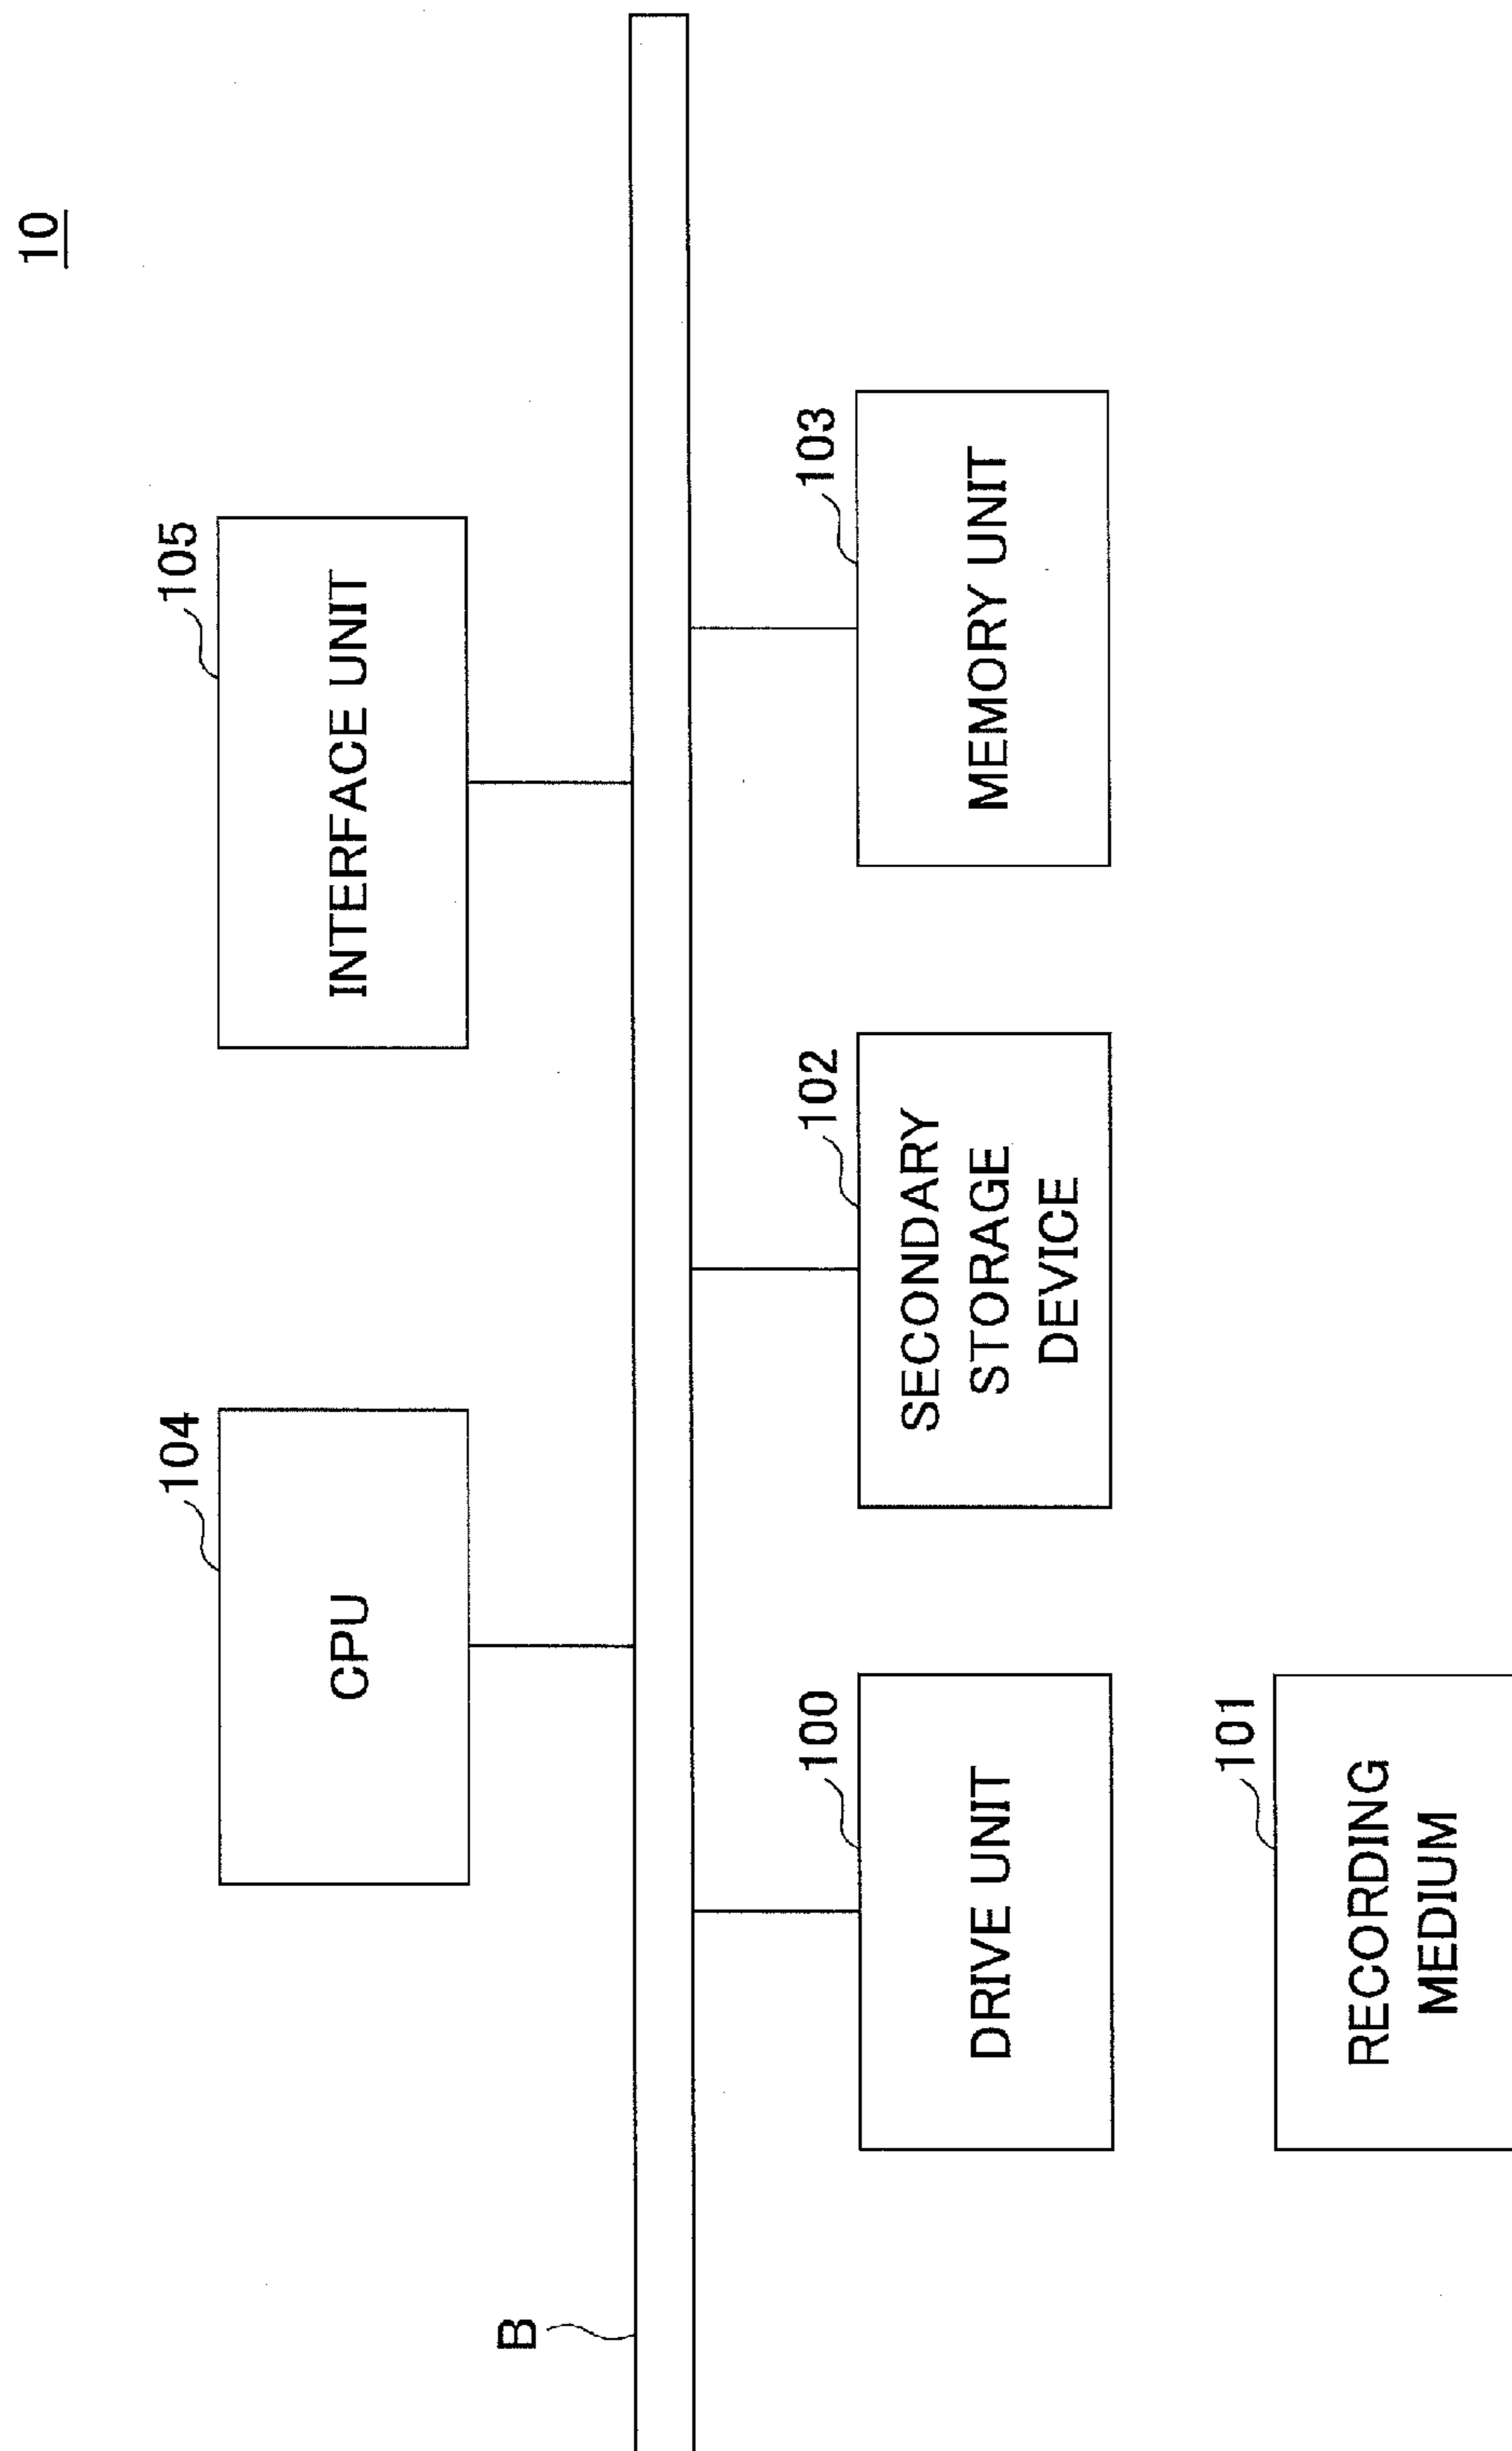 10
104
CPU
105
INTERFACE UNIT
B
100
DRIVE UNIT
102
SECONDARY
STORAGE
DEVICE
103
MEMORY UNIT
101
RECORDING
MEDIUM